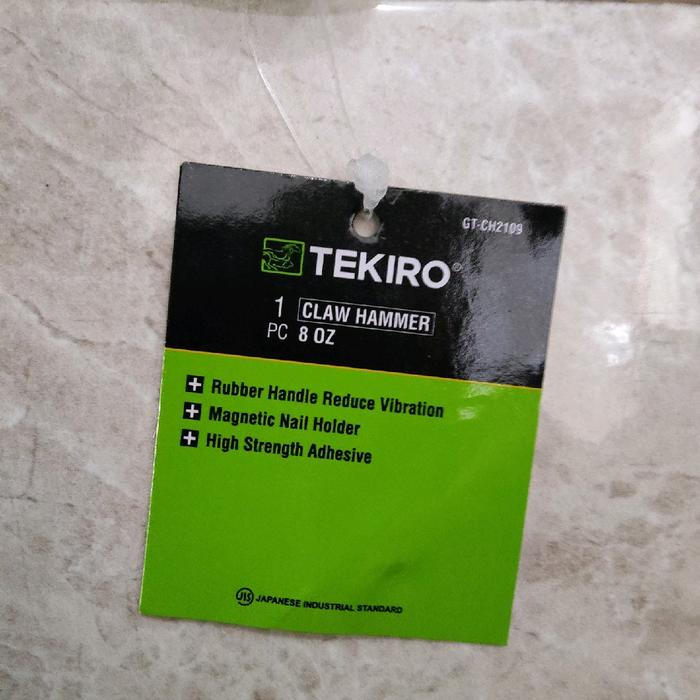 GT-CH2109
TEKIRO®
1 CLAW HAMMER
PC 8 OZ
Rubber Handle Reduce Vibration
Magnetic Nail Holder
High Strength Adhesive
JIS JAPANESE INDUSTRIAL STANDARD